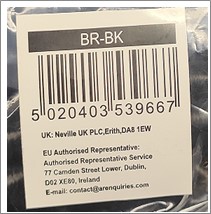 BR-BK
5 020403 539667
UK: Neville UK PLC,Erith,DA8 1EW
EU Authorised Representative:
Authorised Representative Service
77 Camden Street Lower, Dublin,
D02 XE80, Ireland
E-mail: contact@arenquiries.com